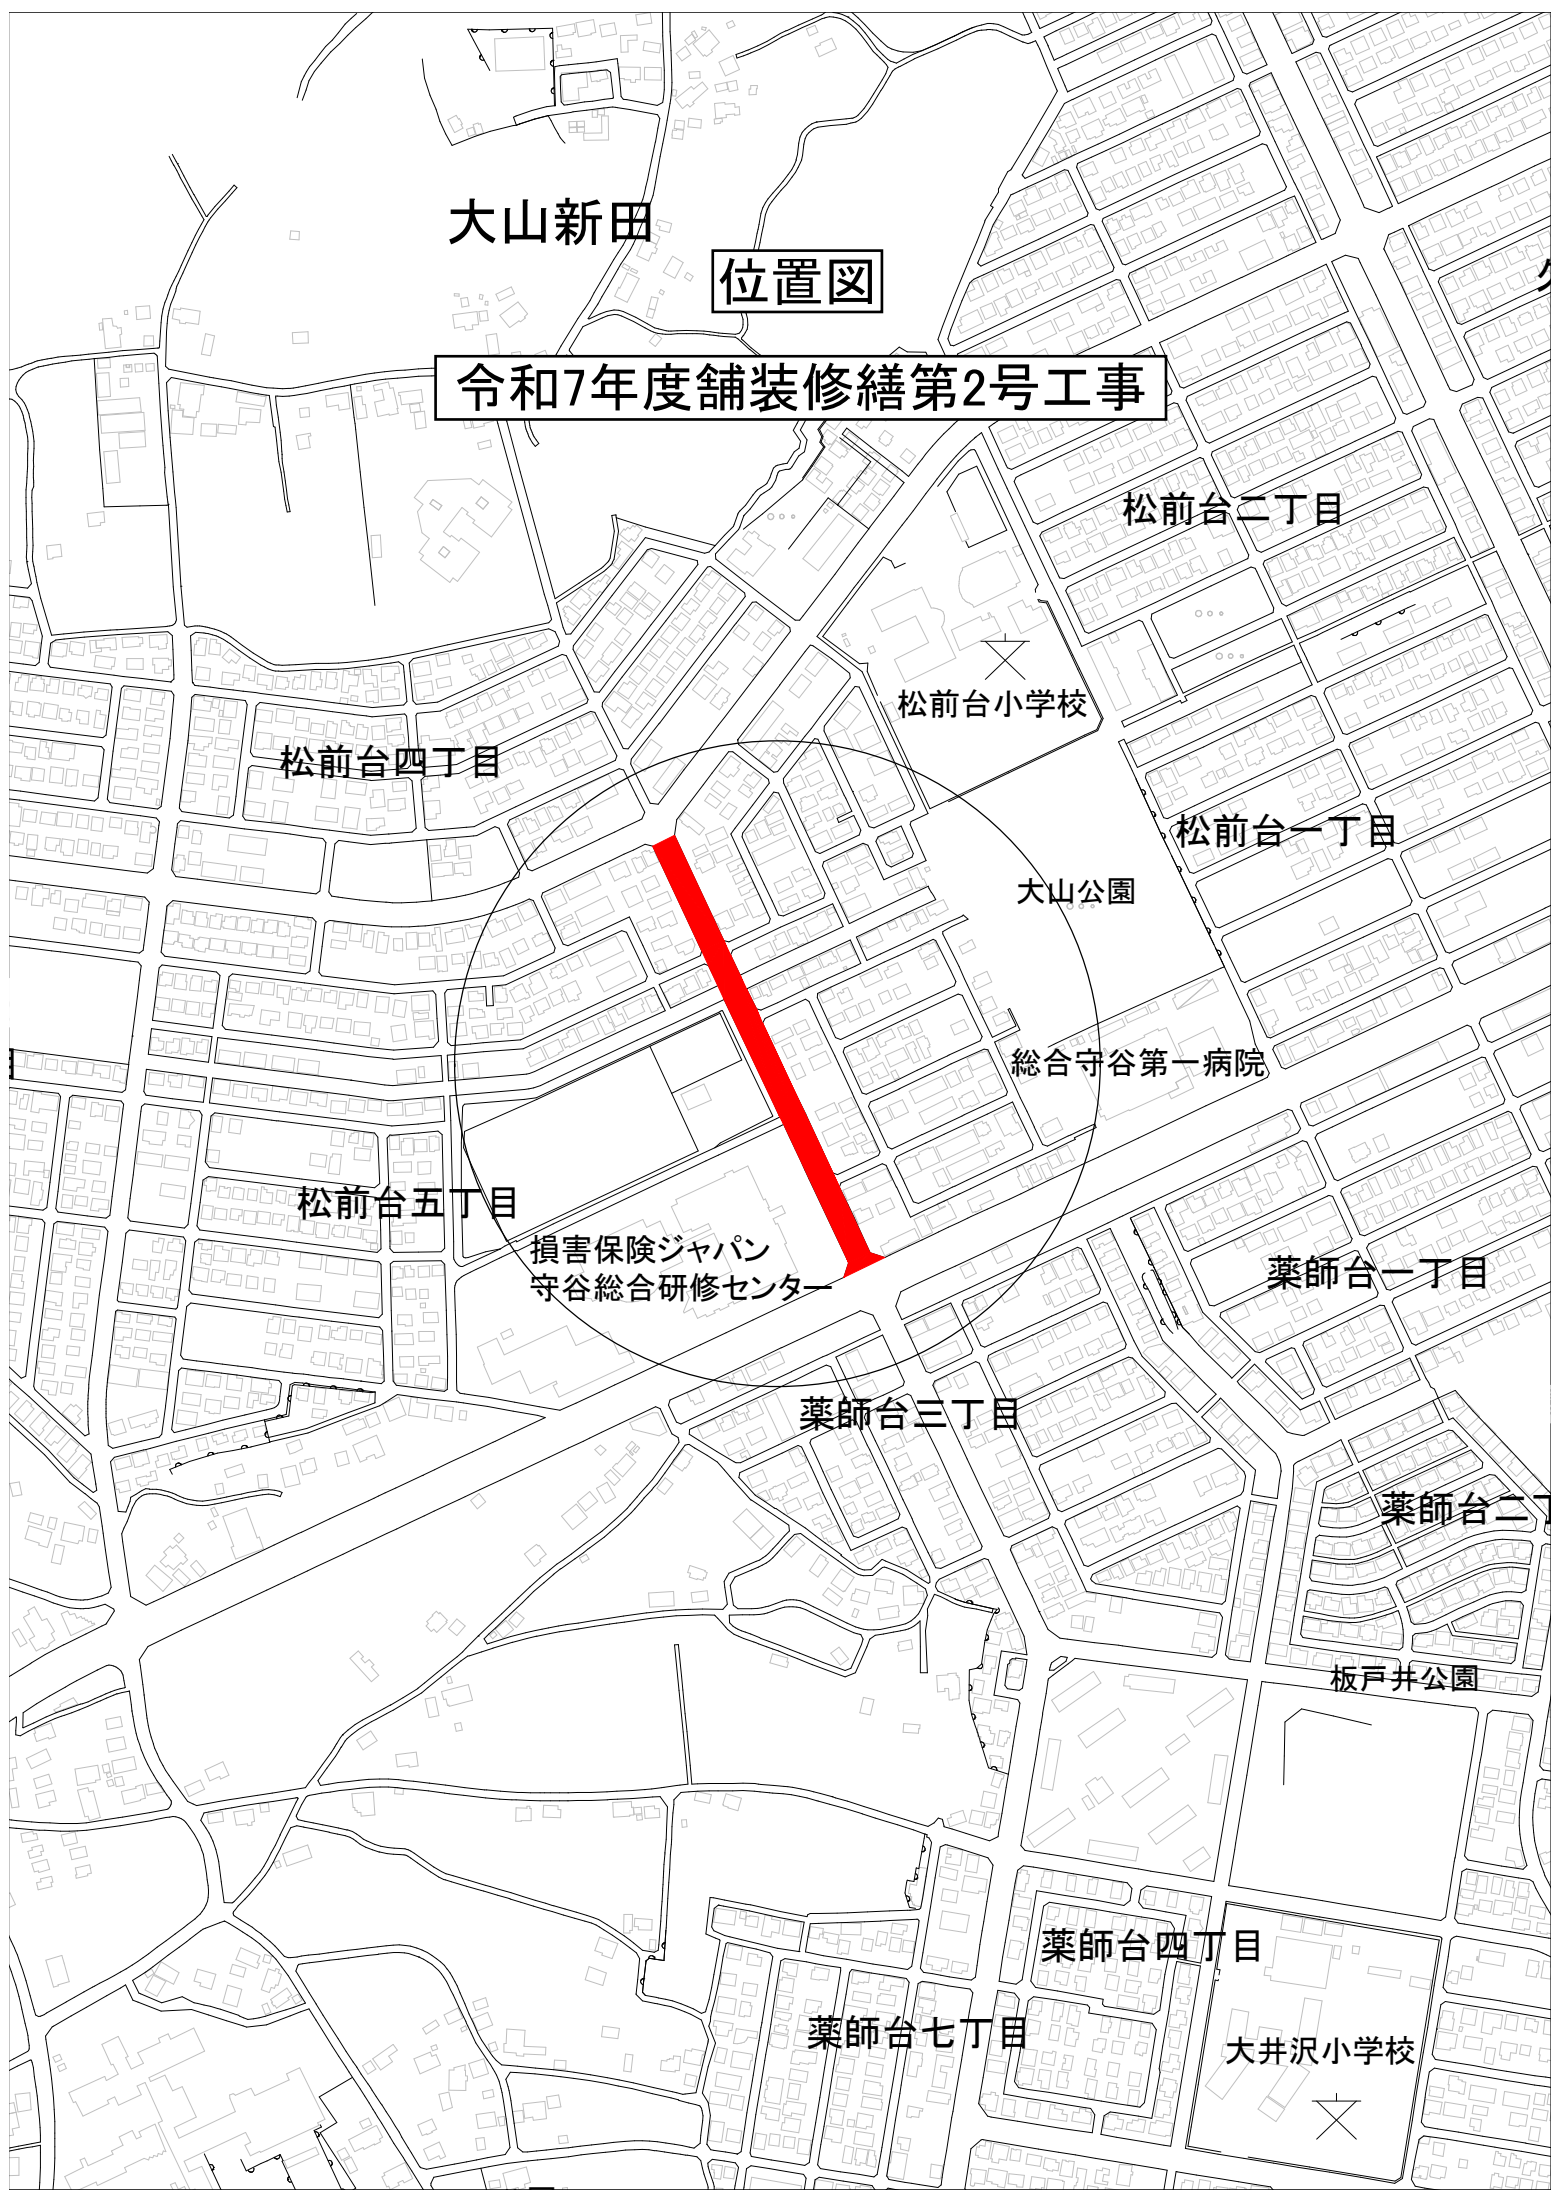 大山新田
位置図
令和7年度舗装修繕第2号工事
松前台二丁目
松前台小学校
松前台四丁目
松前台一丁目
大山公園
総合守谷第一病院
松前台五丁目
損害保険ジャパン
守谷総合研修センター
薬師台一丁目
薬師台三丁目
薬師台二丁
板戸井公園
薬師台四丁目
薬師台七丁目
大井沢小学校